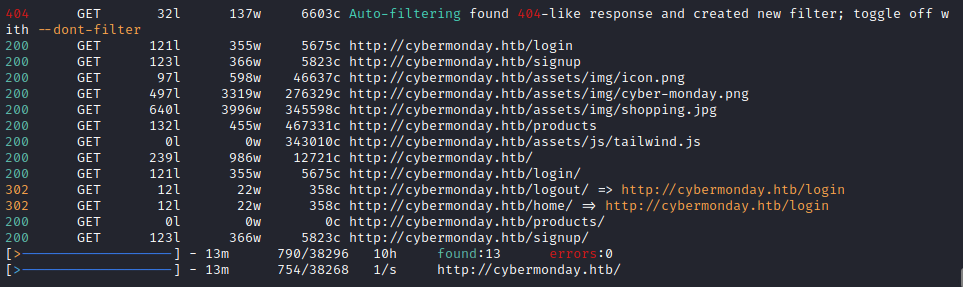 404 GET 32l 137w 6603c Auto-filtering found 404-like response and created new filter; toggle off w
ith --dont-filter
200 GET 121l 355w 5675c http://cybermonday.htb/login
200 GET 123l 366w 5823c http://cybermonday.htb/signup
200 GET 97l 598w 46637c http://cybermonday.htb/assets/img/icon.png
200 GET 497l 3319w 276329c http://cybermonday.htb/assets/img/cyber-monday.png
200 GET 640l 3996w 345598c http://cybermonday.htb/assets/img/shopping.jpg
200 GET 132l 455w 467331c http://cybermonday.htb/products
200 GET 0l 0w 343010c http://cybermonday.htb/assets/js/tailwind.js
200 GET 239l 986w 12721c http://cybermonday.htb/
200 GET 121l 355w 5675c http://cybermonday.htb/login/
302 GET 12l 22w 358c http://cybermonday.htb/logout/ => http://cybermonday.htb/login
302 GET 12l 22w 358c http://cybermonday.htb/home/ => http://cybermonday.htb/login
200 GET 0l 0w 0c http://cybermonday.htb/products/
200 GET 123l 366w 5823c http://cybermonday.htb/signup/
[>-------------------] - 13m 790/38296 10h found:13 errors:0
[>-------------------] - 13m 754/38268 1/s http://cybermonday.htb/